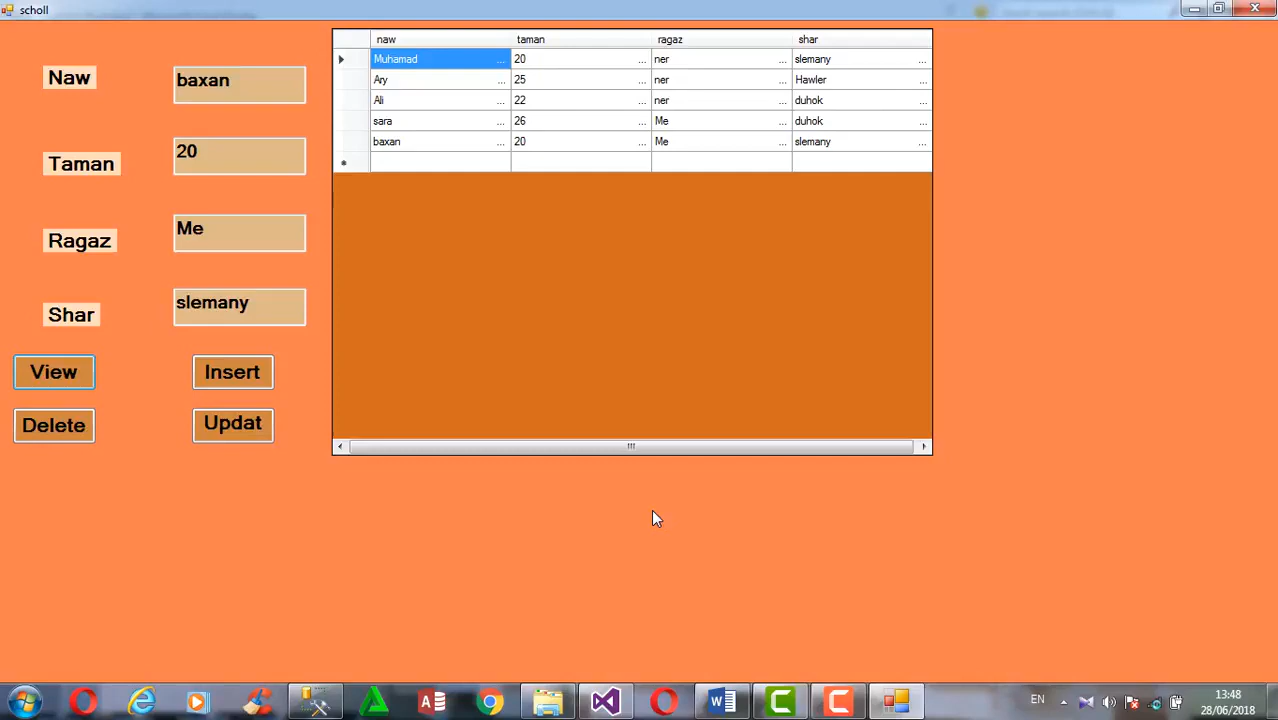 scholl
Naw
baxan
Taman
20
Ragaz
Me
Shar
slemany
View
Insert
Delete
Updat
naw taman ragaz shar
Muhamad ... 20 ... ner ... slemany ...
Ary ... 25 ... ner ... Hawler ...
Ali ... 22 ... ner ... duhok ...
sara ... 26 ... Me ... duhok ...
baxan ... 20 ... Me ... slemany ...
EN
13:48
28/06/2018